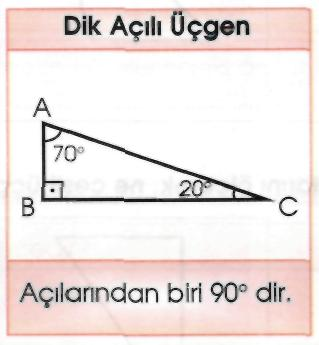 Dik Açılı Üçgen
A
70°
20°
B
C
Açılarından biri 90° dir.